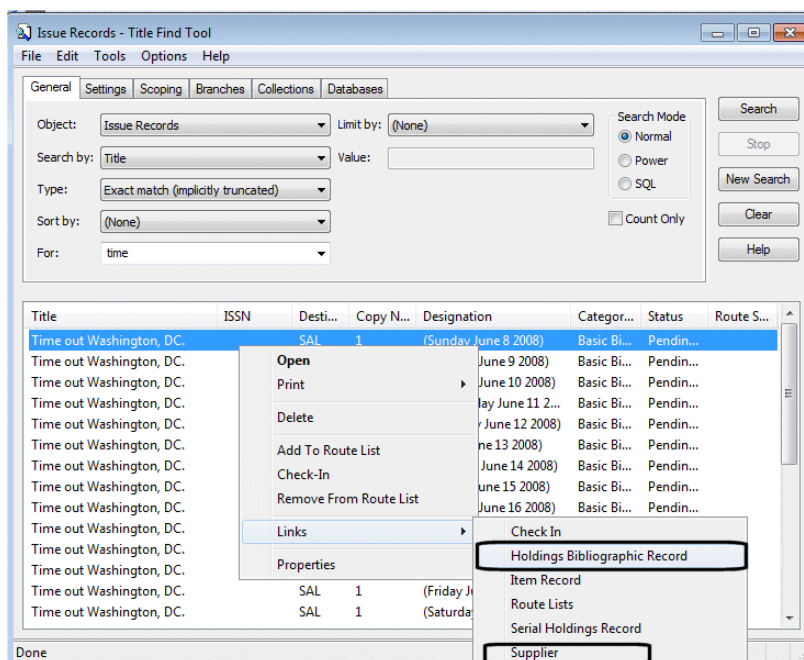 Issue Records - Title Find Tool
File Edit Tools Options Help
General Settings Scoping Branches Collections Databases
Object: Issue Records Limit by: (None) Search Mode Search
Normal
Search by: Title Value: Power Stop
Type: Exact match (implicitly truncated) SQL New Search
Sort by: (None) Count Only Clear
For: time Help
Title ISSN Desti... Copy N... Designation Categor... Status Route S...
Time out Washington, DC. SAL 1 (Sunday June 8 2008) Basic Bi... Pendin...
Time out Washington, DC. Open June 9 2008) Basic Bi... Pendin...
Time out Washington, DC. Print June 10 2008) Basic Bi... Pendin...
Time out Washington, DC. lay June 11 2... Basic Bi... Pendin...
Time out Washington, DC. Delete June 12 2008) Basic Bi... Pendin...
Time out Washington, DC. Add To Route List ne 13 2008) Basic Bi... Pendin...
Time out Washington, DC. Check-In June 14 2008) Basic Bi... Pendin...
Time out Washington, DC. Remove From Route List une 15 2008) Basic Bi... Pendin...
Time out Washington, DC. June 16 2008) Basic Bi... Pendin...
Time out Washington, DC. Links Check In
Time out Washington, DC. Holdings Bibliographic Record
Time out Washington, DC. Properties Item Record
Time out Washington, DC. SAL 1 (Friday J Route Lists
Time out Washington, DC. SAL 1 (Saturda Serial Holdings Record
Done Supplier